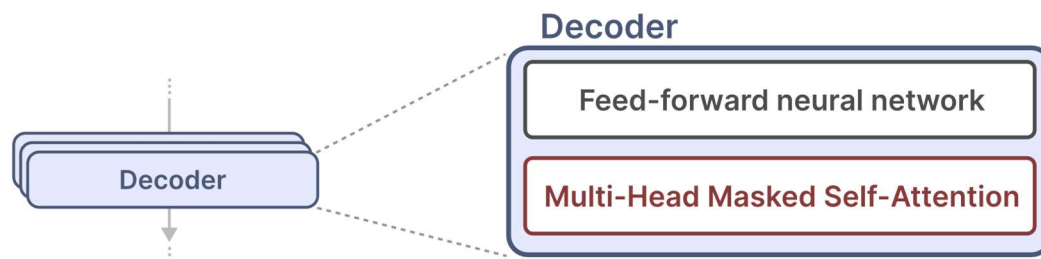 Decoder
Feed-forward neural network
Decoder
Multi-Head Masked Self-Attention